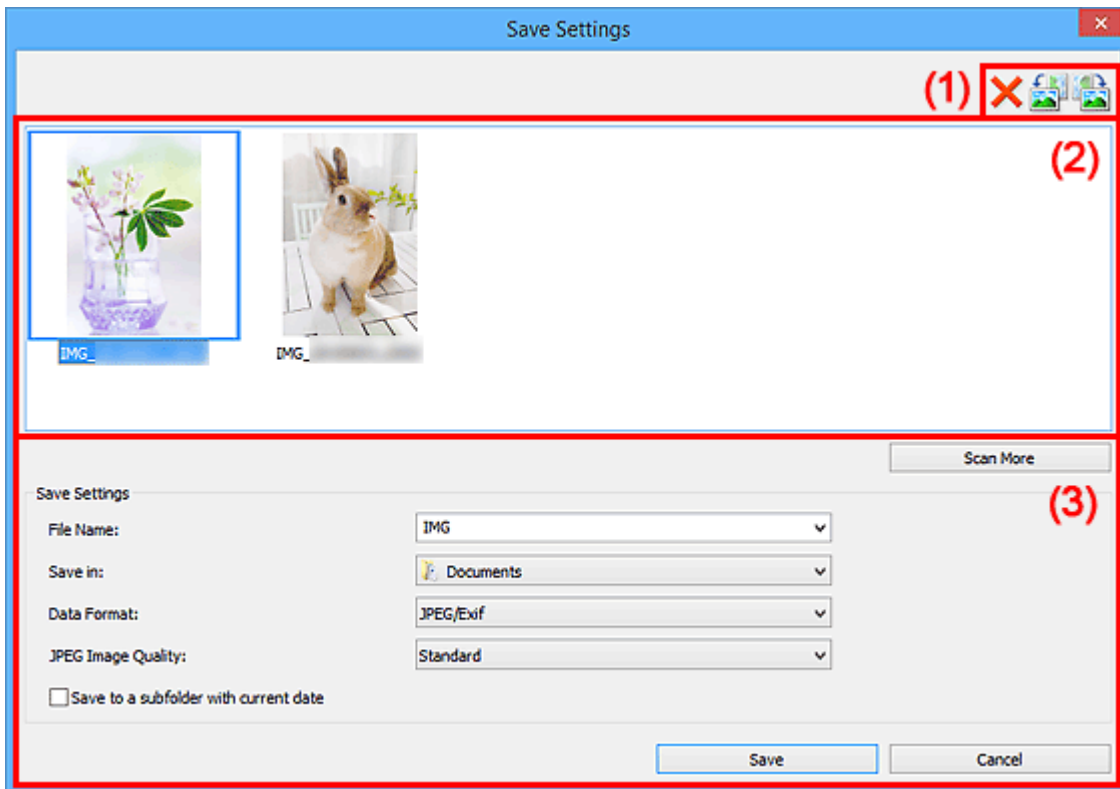 Save Settings
(1)
(2)
IMG_
IMG_
Scan More
(3)
Save Settings
File Name: IMG
Save in: Documents
Data Format: JPEG/Exif
JPEG Image Quality: Standard
Save to a subfolder with current date
Save Cancel